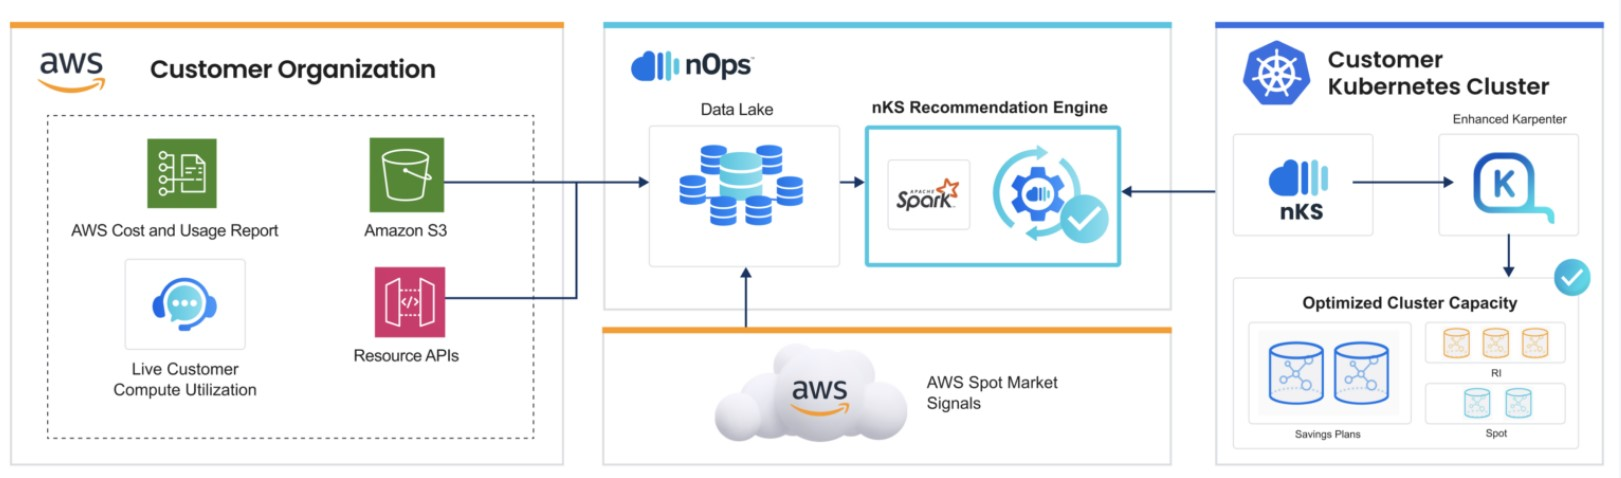 aws
Customer Organization
AWS Cost and Usage Report
Amazon S3
Live Customer
Compute Utilization
Resource APIs
nOps
Data Lake
nKS Recommendation Engine
APACHE
Spark
aws
AWS Spot Market
Signals
Customer
Kubernetes Cluster
Enhanced Karpenter
nKS
K
Optimized Cluster Capacity
Savings Plans
RI
Spot